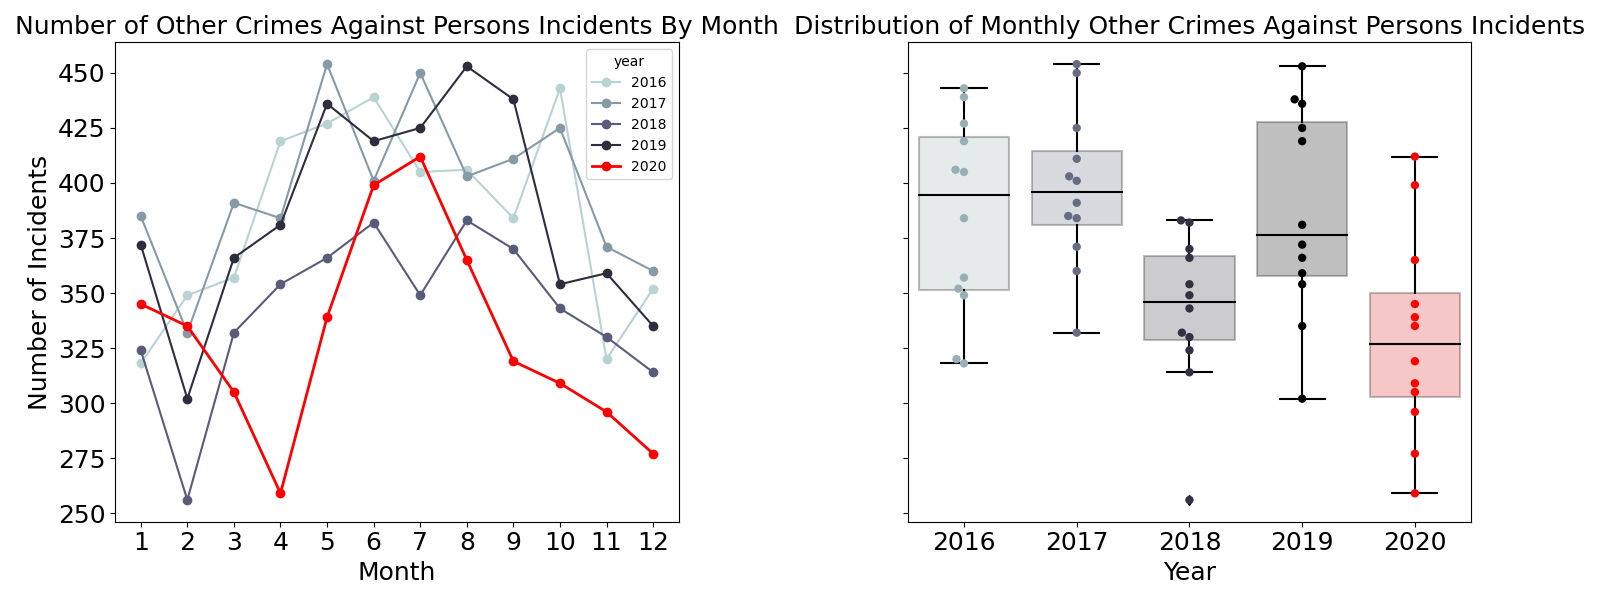 Number of Other Crimes Against Persons Incidents By Month
Number of Incidents
450
425
400
375
350
325
300
275
250
year
2016
2017
2018
2019
2020
1 2 3 4 5 6 7 8 9 10 11 12
Month
Distribution of Monthly Other Crimes Against Persons Incidents
2016 2017 2018 2019 2020
Year